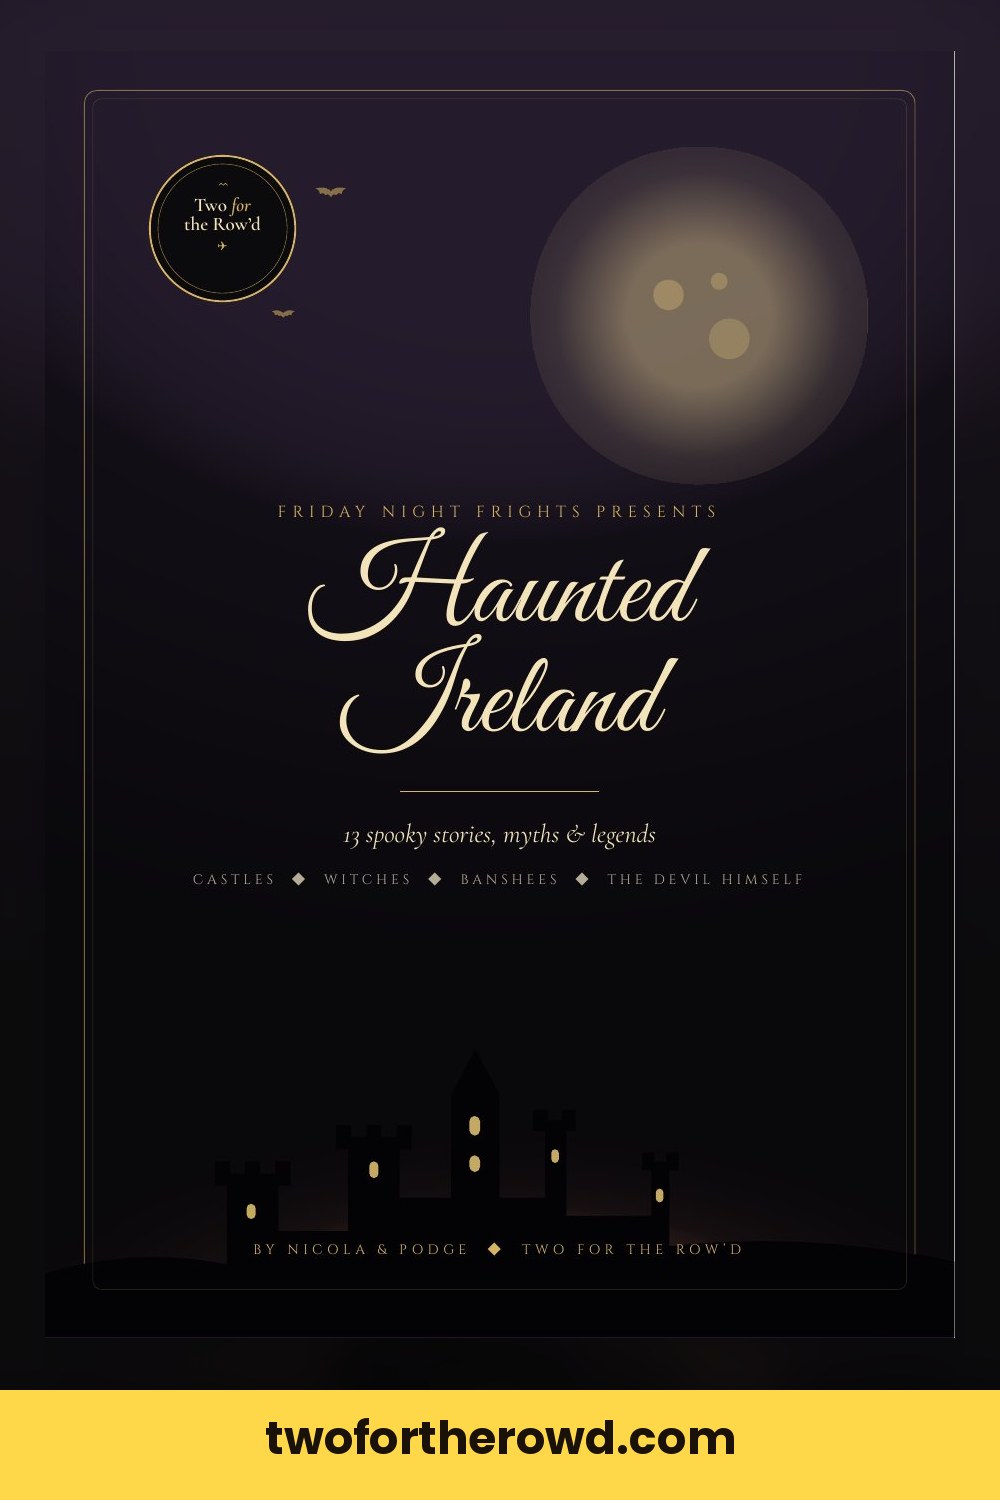 Two for
the Row'd
FRIDAY NIGHT FRIGHTS PRESENTS
Haunted
Ireland
13 spooky stories, myths & legends
CASTLES ◆ WITCHES ◆ BANSHEES ◆ THE DEVIL HIMSELF
BY NICOLA & PODGE ◆ TWO FOR THE ROW'D
twofortherowd.com